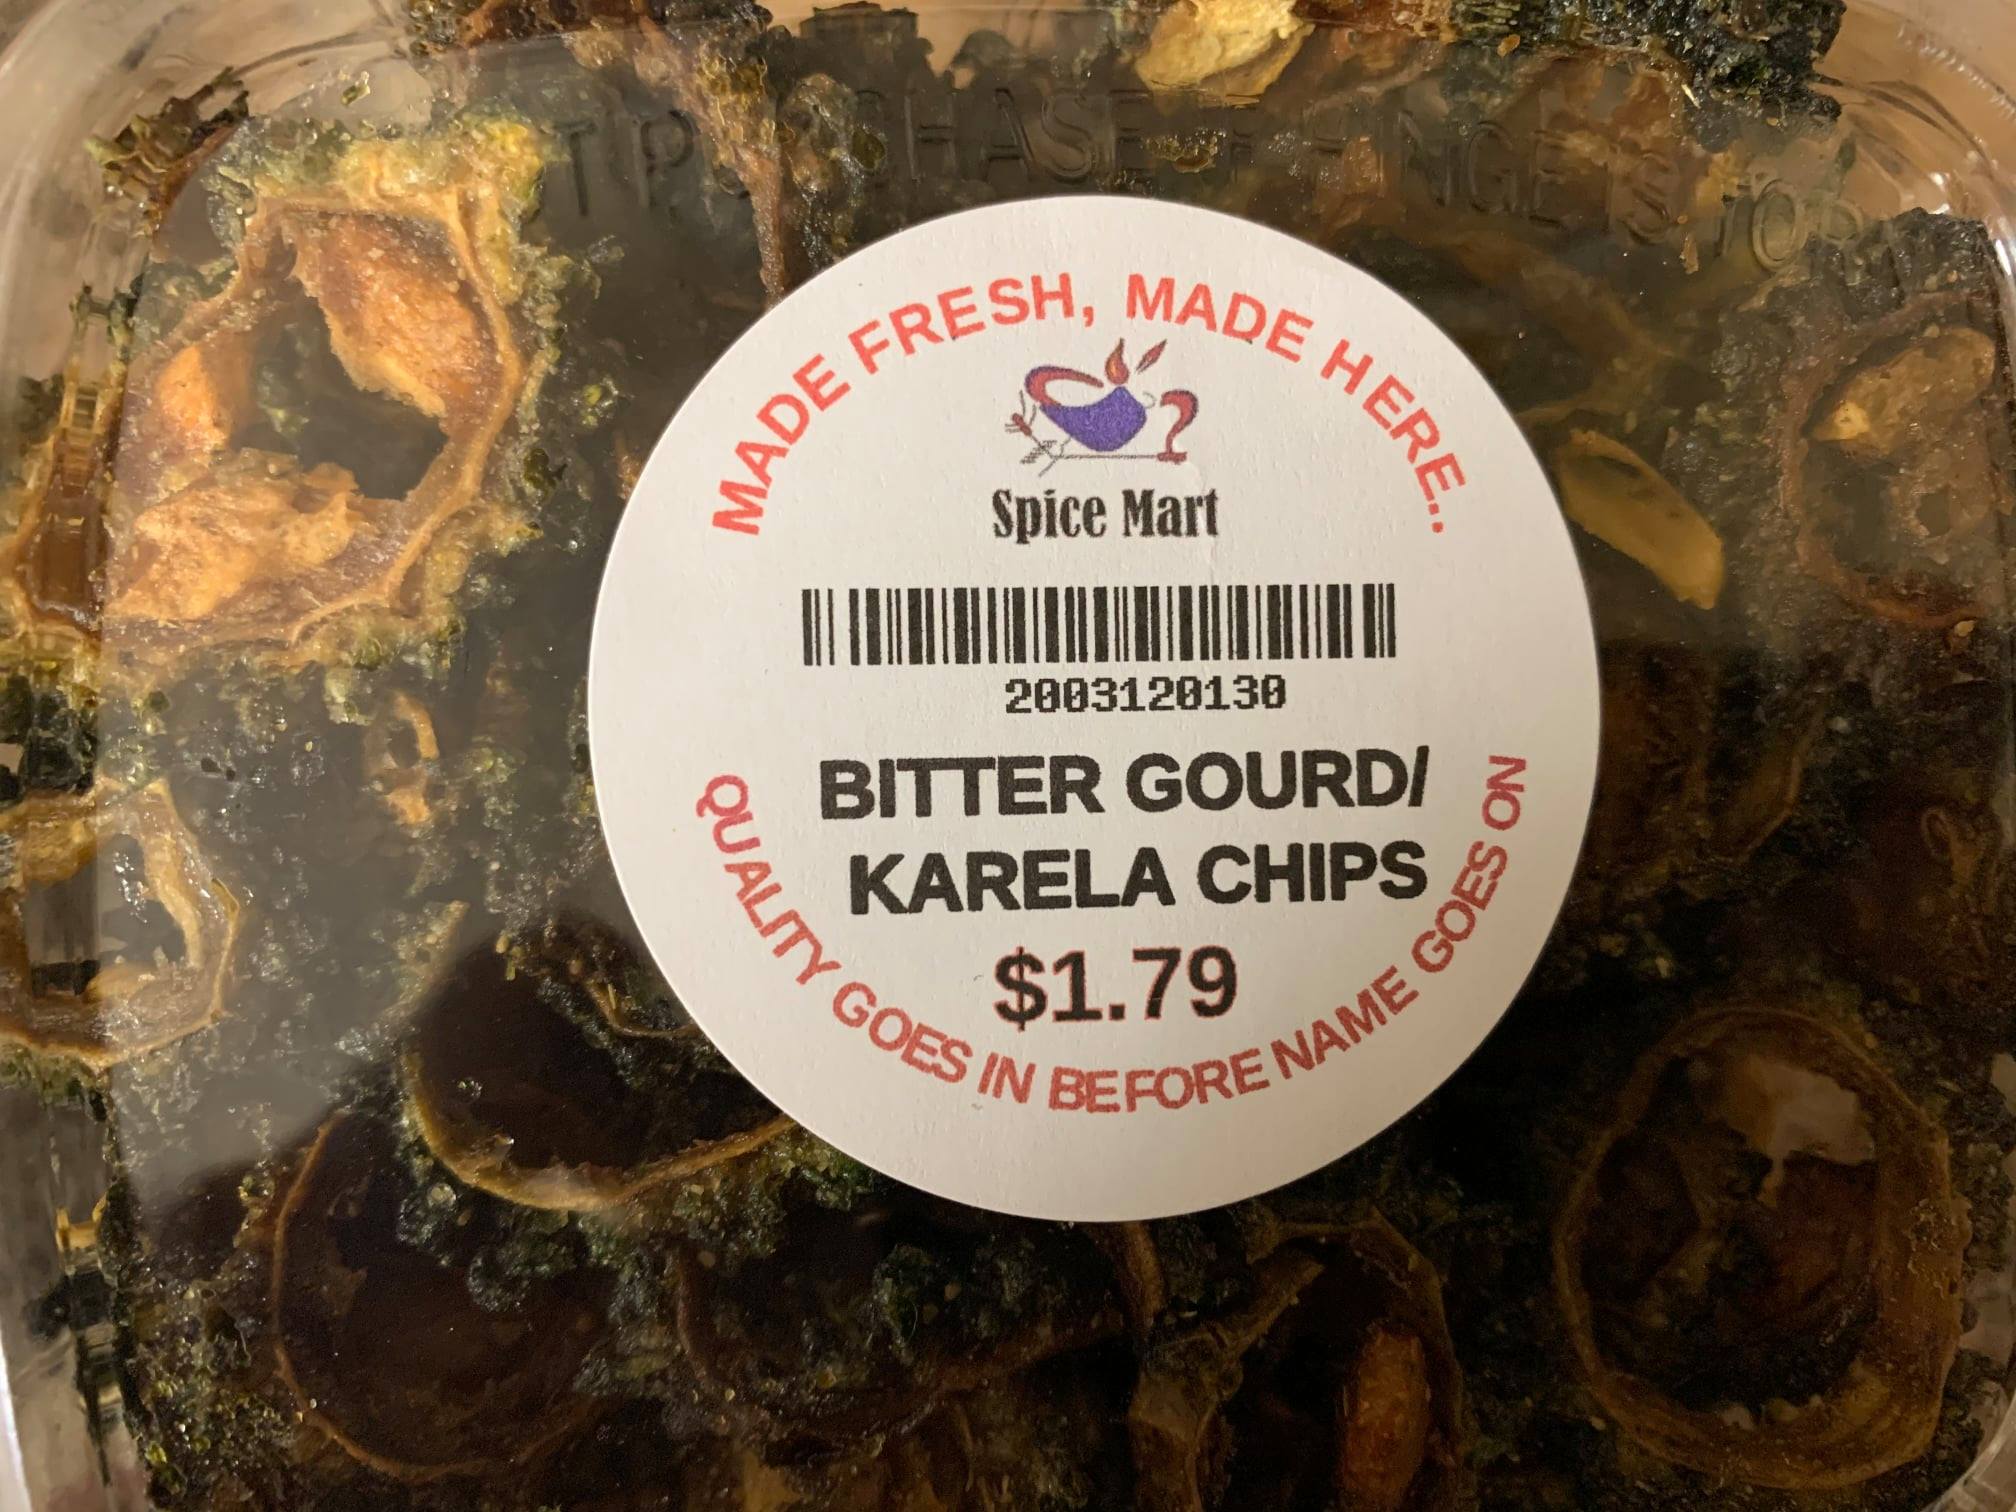 MADE FRESH, MADE HERE..
Spice Mart
2003120130
BITTER GOURD/
KARELA CHIPS
$1.79
QUALITY GOES IN BEFORE NAME GOES ON